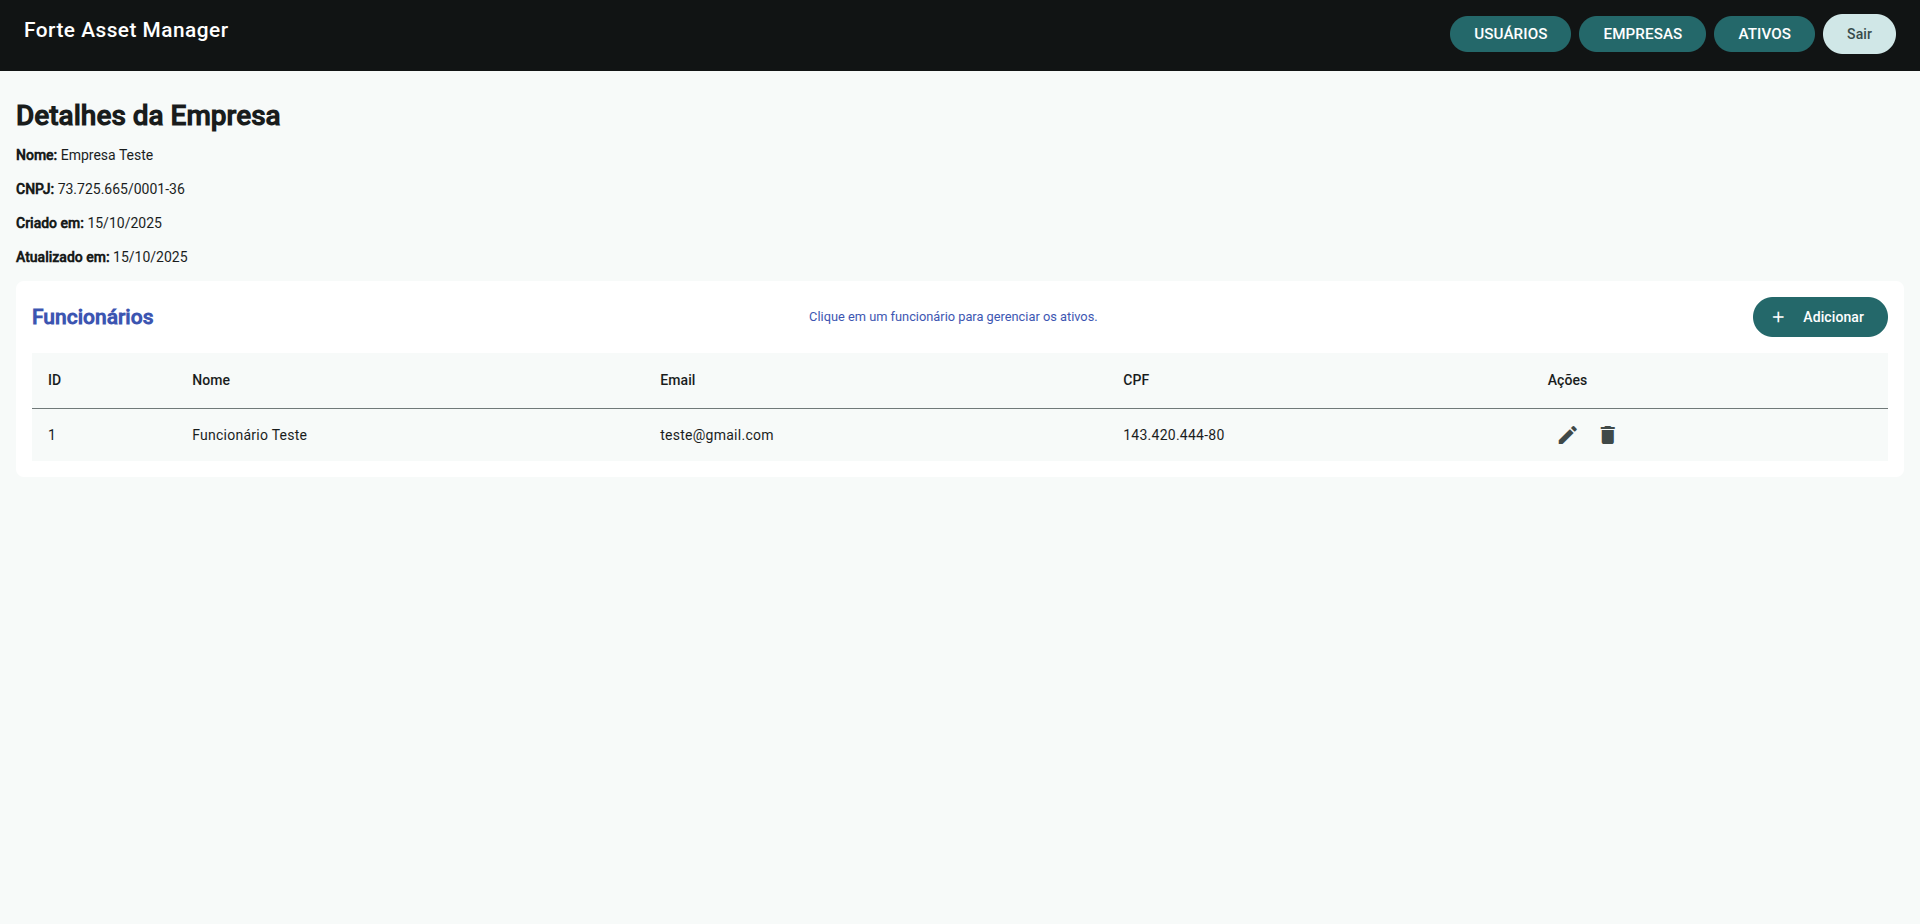 Forte Asset Manager
USUÁRIOS EMPRESAS ATIVOS Sair
Detalhes da Empresa
Nome: Empresa Teste
CNPJ: 73.725.665/0001-36
Criado em: 15/10/2025
Atualizado em: 15/10/2025
Funcionários Clique em um funcionário para gerenciar os ativos. + Adicionar
ID Nome Email CPF Ações
1 Funcionário Teste teste@gmail.com 143.420.444-80